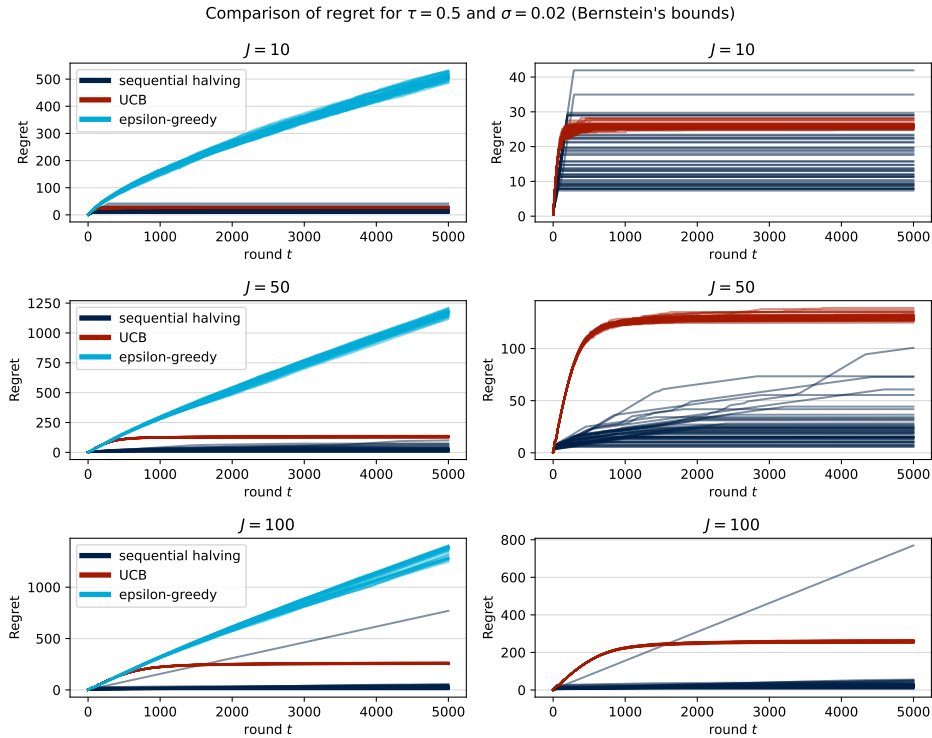 Comparison of regret for τ = 0.5 and σ = 0.02 (Bernstein's bounds)
J = 10
Regret
500
400
300
200
100
0
sequential halving
UCB
epsilon-greedy
0 1000 2000 3000 4000 5000
round t
J = 10
Regret
40
30
20
10
0
0 1000 2000 3000 4000 5000
round t
J = 50
Regret
1250
1000
750
500
250
0
sequential halving
UCB
epsilon-greedy
0 1000 2000 3000 4000 5000
round t
J = 50
Regret
100
50
0
0 1000 2000 3000 4000 5000
round t
J = 100
Regret
1000
500
0
sequential halving
UCB
epsilon-greedy
0 1000 2000 3000 4000 5000
round t
J = 100
Regret
800
600
400
200
0
0 1000 2000 3000 4000 5000
round t